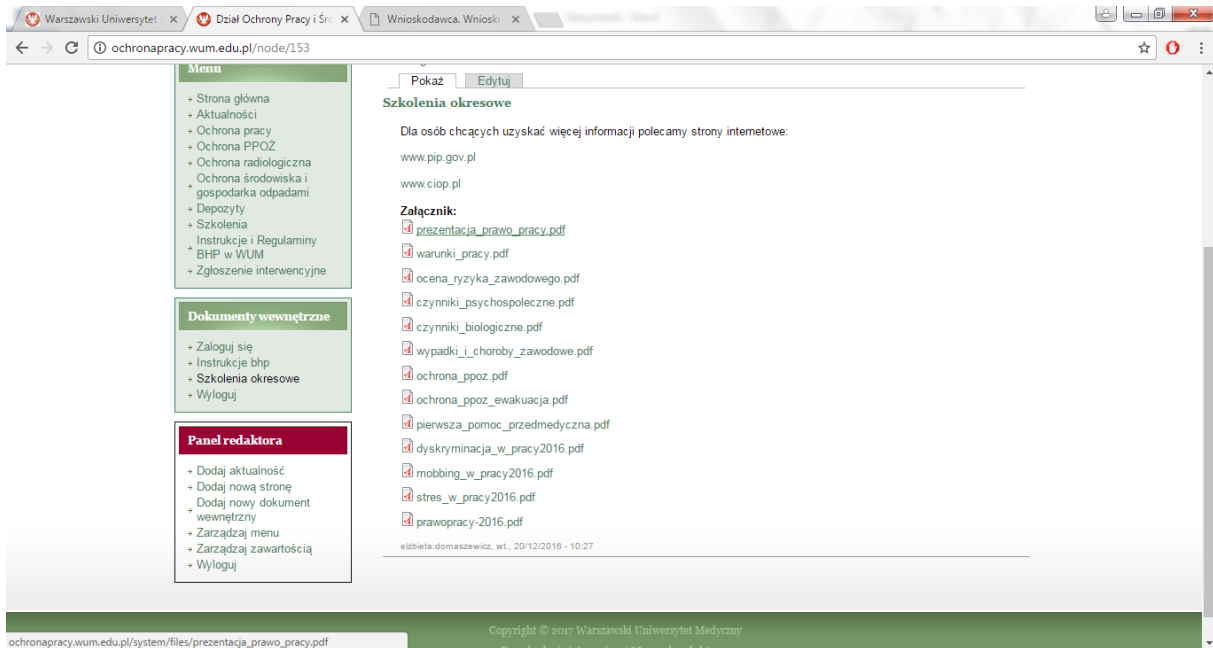 Warszawski Uniwersytet
Dział Ochrony Pracy i Śro
Wnioskodawca. Wnioski
ochronapracy.wum.edu.pl/node/153
Menu
Strona główna
Aktualności
Ochrona pracy
Ochrona PPOŻ
Ochrona radiologiczna
Ochrona środowiska i
gospodarka odpadami
Depozyty
Szkolenia
Instrukcje i Regulaminy
BHP w WUM
Zgłoszenie interwencyjne
Dokumenty wewnętrzne
Zaloguj się
Instrukcje bhp
Szkolenia okresowe
Wyloguj
Panel redaktora
Dodaj aktualność
Dodaj nową stronę
Dodaj nowy dokument
wewnętrzny
Zarządzaj menu
Zarządzaj zawartością
Wyloguj
Pokaż Edytuj
Szkolenia okresowe
Dla osób chcących uzyskać więcej informacji polecamy strony internetowe:
www.pip.gov.pl
www.ciop.pl
Załącznik:
prezentacja_prawo_pracy.pdf
warunki_pracy.pdf
ocena_ryzyka_zawodowego.pdf
czynniki_psychospoleczne.pdf
czynniki_biologiczne.pdf
wypadki_i_choroby_zawodowe.pdf
ochrona_ppoz.pdf
ochrona_ppoz_ewakuacja.pdf
pierwsza_pomoc_przedmedyczna.pdf
dyskryminacja_w_pracy2016.pdf
mobbing_w_pracy2016.pdf
stres_w_pracy2016.pdf
prawopracy-2016.pdf
elżbieta.domaszewicz, wt., 20/12/2016 - 10:27
Copyright © 2017 Warszawski Uniwersytet Medyczny
ochronapracy.wum.edu.pl/system/files/prezentacja_prawo_pracy.pdf